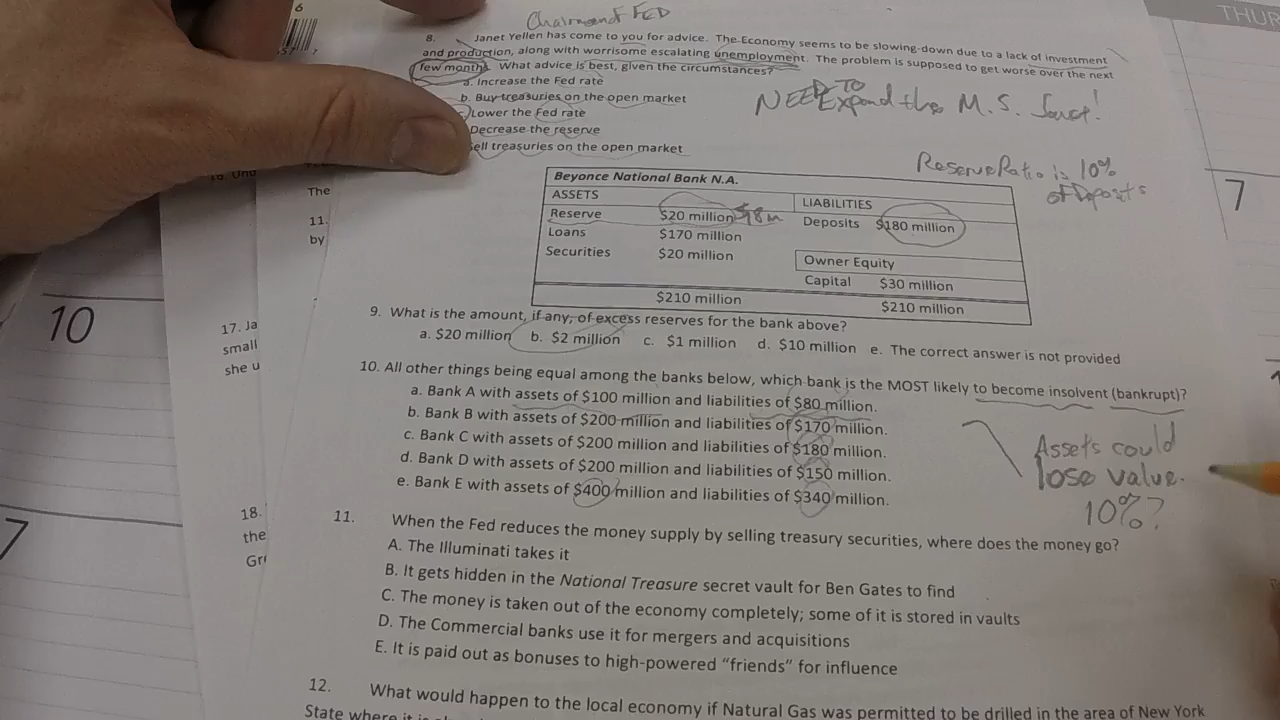 6
THUR
Chairman of FED
8. Janet Yellen has come to you for advice. The Economy seems to be slowing-down due to a lack of investment
and production, along with worrisome escalating unemployment. The problem is supposed to get worse over the next
few months. What advice is best, given the circumstances?
a. Increase the Fed rate
b. Buy treasuries on the open market
Lower the Fed rate
Decrease the reserve
ell treasuries on the open market
NEED TO
Expand the M.S.
Reserve Ratio is 10%
of Deposits
Beyonce National Bank N.A.
ASSETS LIABILITIES
Reserve $20 million $18m Deposits $180 million
Loans $170 million
Securities $20 million Owner Equity
Capital $30 million
$210 million $210 million
9. What is the amount, if any, of excess reserves for the bank above?
a. $20 million b. $2 million c. $1 million d. $10 million e. The correct answer is not provided
10. All other things being equal among the banks below, which bank is the MOST likely to become insolvent (bankrupt)?
a. Bank A with assets of $100 million and liabilities of $80 million.
b. Bank B with assets of $200 million and liabilities of $170 million.
c. Bank C with assets of $200 million and liabilities of $180 million.
d. Bank D with assets of $200 million and liabilities of $150 million.
e. Bank E with assets of $400 million and liabilities of $340 million.
Assets could
lose value.
10%?
11. When the Fed reduces the money supply by selling treasury securities, where does the money go?
A. The Illuminati takes it
B. It gets hidden in the National Treasure secret vault for Ben Gates to find
C. The money is taken out of the economy completely; some of it is stored in vaults
D. The Commercial banks use it for mergers and acquisitions
E. It is paid out as bonuses to high-powered "friends" for influence
12. What would happen to the local economy if Natural Gas was permitted to be drilled in the area of New York
State where it is
The
11.
by
17. Ja
small
she u
18.
the
Gr
10
7
7